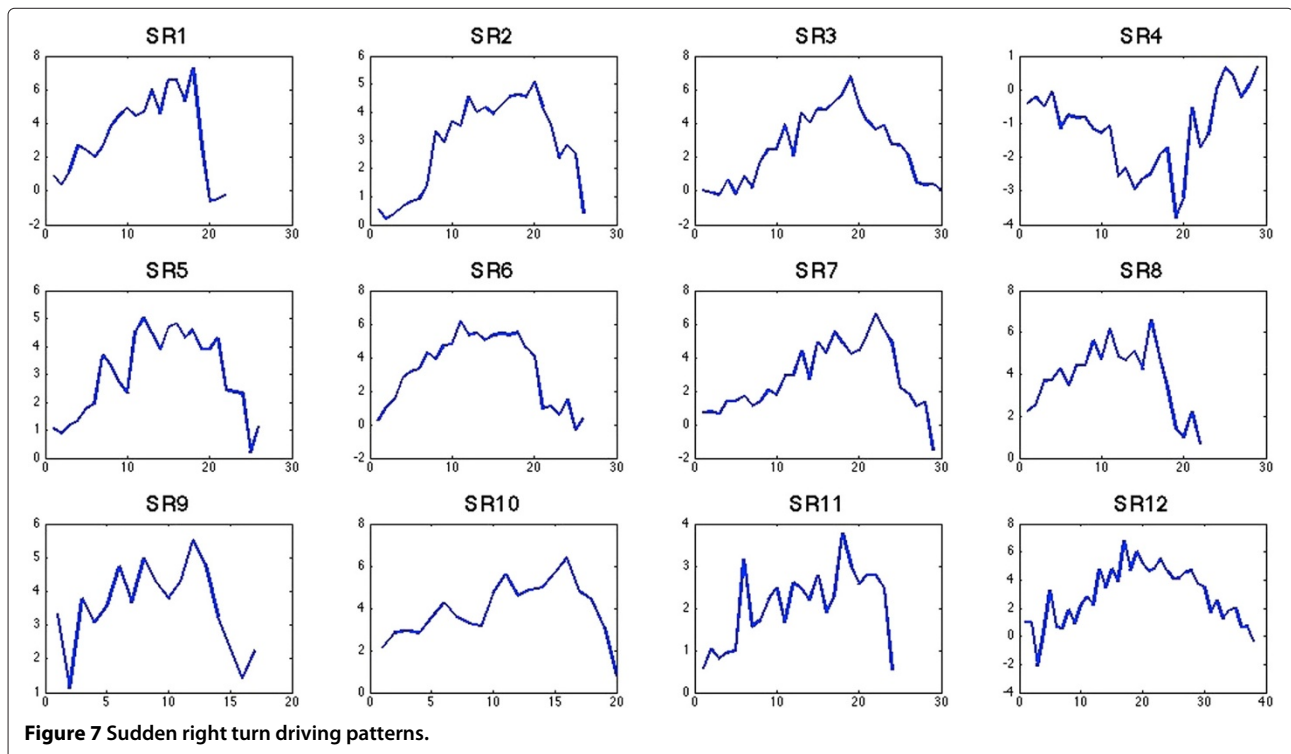 SR1 SR2 SR3 SR4
8 6 8 1
6 5 6 0
4 4 4 -1
2 3 2 -2
0 2 0 -3
-2 1 -2 -4
0
0 10 20 30 0 10 20 30 0 10 20 30 0 10 20 30
SR5 SR6 SR7 SR8
6 8 8 8
5 6 6 6
4 4 4 4
3 2 2 2
2 0 0 0
1 -2 -2
0
0 10 20 30 0 10 20 30 0 10 20 30 0 10 20 30
SR9 SR10 SR11 SR12
6 8 4 8
5 6 3 6
4 4 2 4
3 2 1 2
2 0 0 0
1 -2
-4
0 5 10 15 20 0 5 10 15 20 0 10 20 30 0 10 20 30 40
Figure 7 Sudden right turn driving patterns.